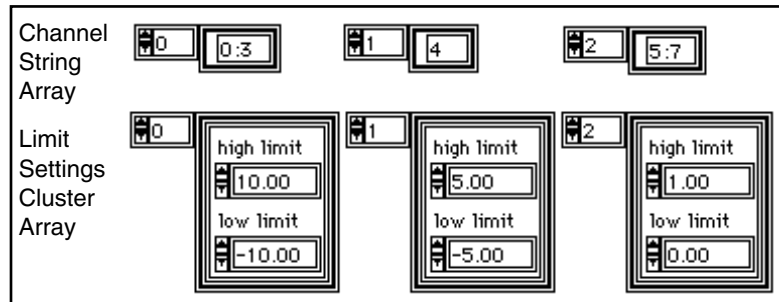 Channel
String
Array
0
0:3
1
4
2
5:7
Limit
Settings
Cluster
Array
0
high limit
10.00
low limit
-10.00
1
high limit
5.00
low limit
-5.00
2
high limit
1.00
low limit
0.00